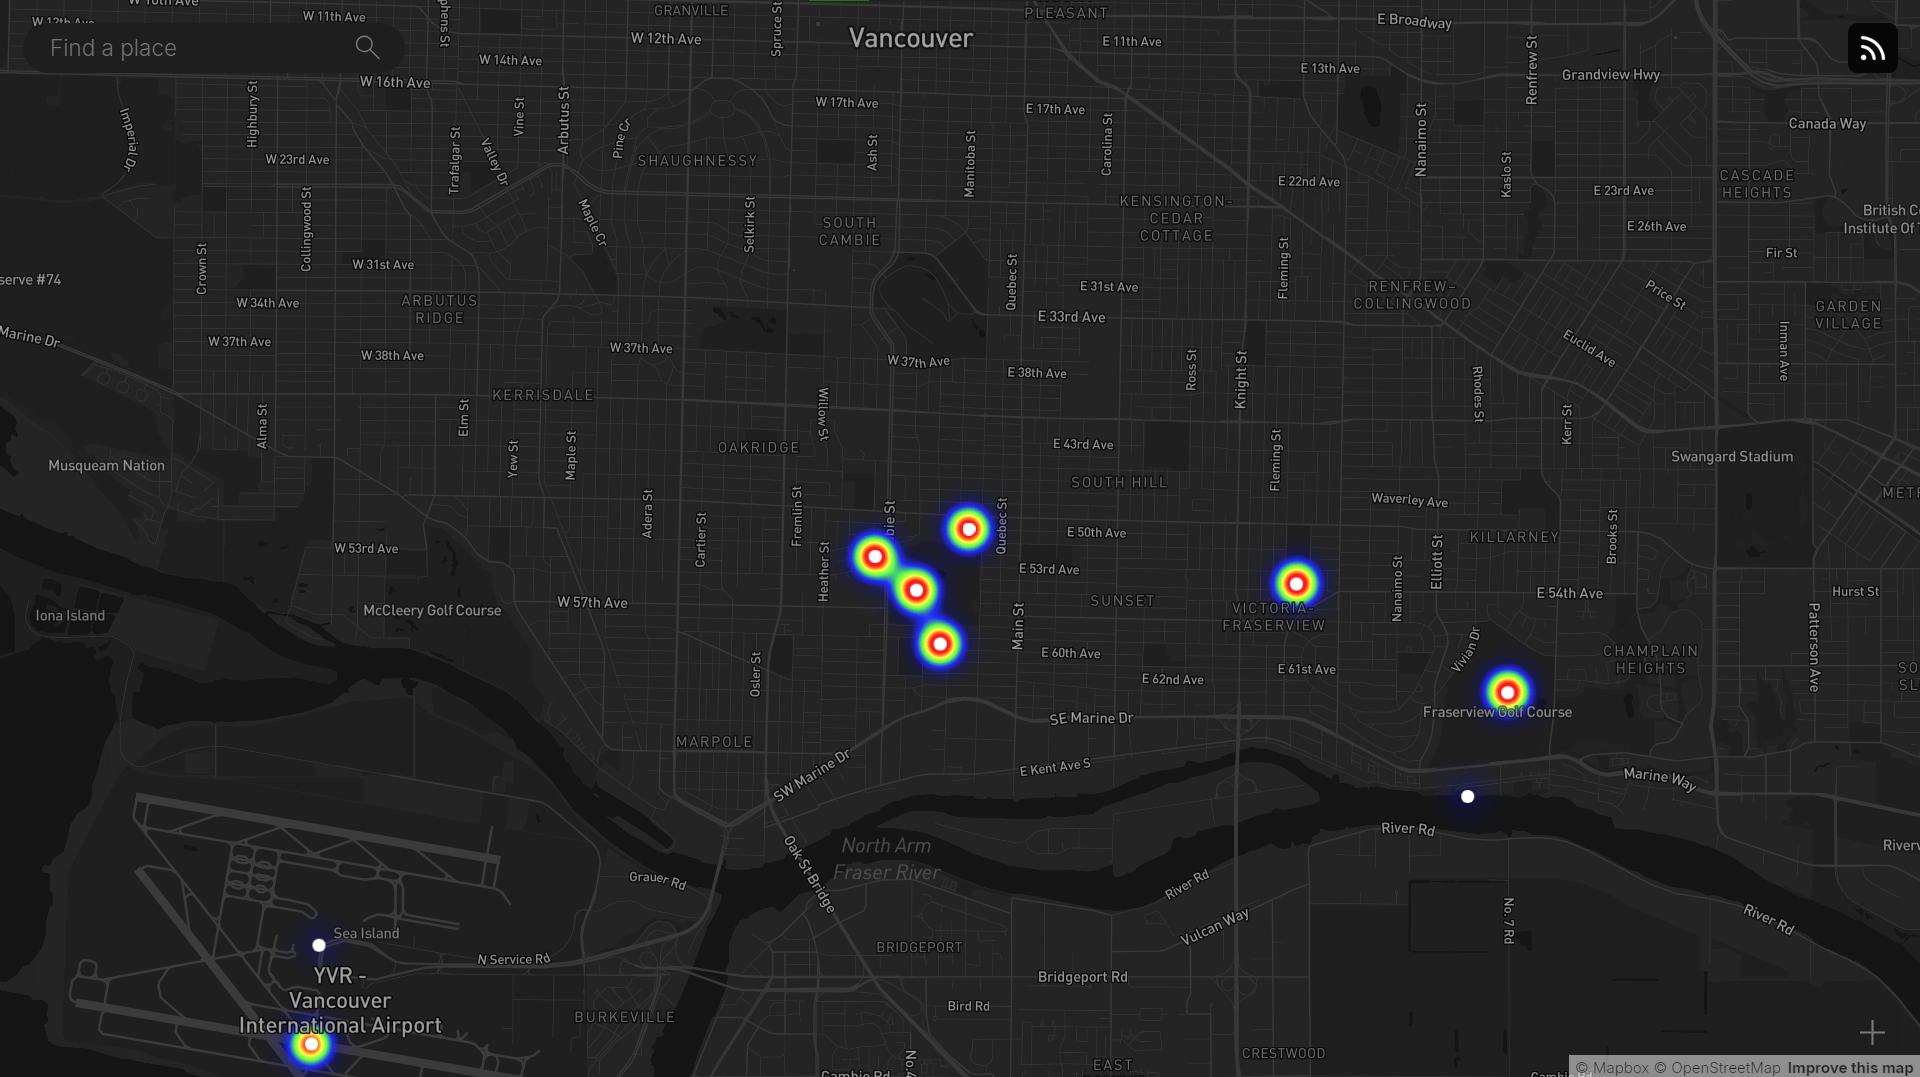 W 10th Ave
W 11th Ave
GRANVILLE
PLEASANT
E Broadway
W 12th Ave
Find a place
Spruce St
W 12th Ave
Vancouver
E 11th Ave
W 14th Ave
E 13th Ave
Renfrew St
Grandview Hwy
W 16th Ave
Highbury St
Imperial Dr
Vine St
Arbutus St
W 17th Ave
E 17th Ave
Canada Way
Pine Cr
Ash St
Manitoba St
Carolina St
Nanaimo St
Trafalgar St
Valley Dr
W 23rd Ave
SHAUGHNESSY
E 22nd Ave
Kaslo St
E 23rd Ave
CASCADE
HEIGHTS
Collingwood St
Maple Cr
Selkirk St
SOUTH
CAMBIE
KENSINGTON-
CEDAR
COTTAGE
E 26th Ave
British C
Institute Of
Crown St
W 31st Ave
Quebec St
Fleming St
Fir St
serve #74
W 34th Ave
ARBUTUS
RIDGE
E 31st Ave
RENFREW-
COLLINGWOOD
Price St
GARDEN
VILLAGE
E 33rd Ave
Marine Dr
W 37th Ave
W 38th Ave
W 37th Ave
W 37th Ave
E 38th Ave
Ross St
Knight St
Euclid Ave
Inman Ave
KERRISDALE
Willow St
Rhodes St
Alma St
Elm St
Yew St
Maple St
OAKRIDGE
E 43rd Ave
Fleming St
Kerr St
Musqueam Nation
Swangard Stadium
SOUTH HILL
METR
Adera St
Cartier St
Fremlin St
bie St
Quebec St
Waverley Ave
W 53rd Ave
E 50th Ave
KILLARNEY
Brooks St
Heather St
E 53rd Ave
Nanaimo St
Elliott St
W 57th Ave
McCleery Golf Course
Iona Island
SUNSET
VICTORIA-
FRASERVIEW
E 54th Ave
Hurst St
Main St
Osler St
E 60th Ave
E 61st Ave
E 62nd Ave
Vivian Dr
CHAMPLAIN
HEIGHTS
Patterson Ave
SO
SL
Fraserview Golf Course
SE Marine Dr
MARPOLE
SW Marine Dr
E Kent Ave S
Marine Way
North Arm
Fraser River
River Rd
Oak St Bridge
Grauer Rd
River Rd
Riverw
Sea Island
Vulcan Way
No. 7 Rd
River Rd
N Service Rd
BRIDGEPORT
YVR -
Vancouver
International Airport
Bridgeport Rd
Bird Rd
BURKEVILLE
No.
EAST
CRESTWOOD
Cambie Rd
Cambie Rd
© Mapbox © OpenStreetMap Improve this map